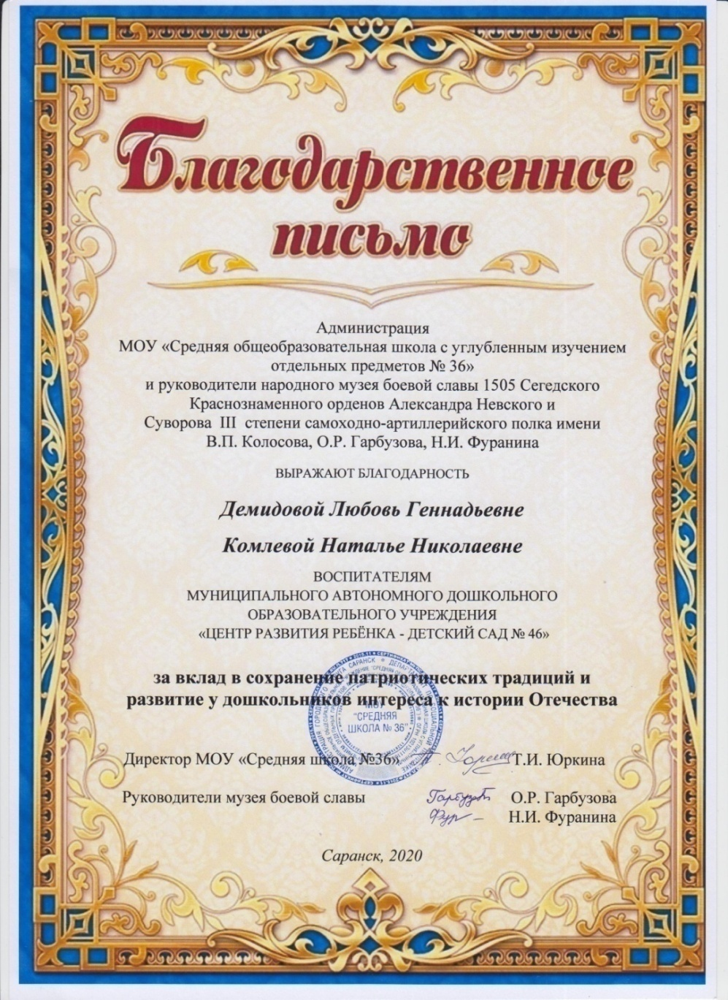 Благодарственное
письмо
Администрация
МОУ «Средняя общеобразовательная школа с углубленным изучением
отдельных предметов № 36»
и руководители народного музея боевой славы 1505 Сегедского
Краснознаменного орденов Александра Невского и
Суворова III степени самоходно-артиллерийского полка имени
В.П. Колосова, О.Р. Гарбузова, Н.И. Фуранина
ВЫРАЖАЮТ БЛАГОДАРНОСТЬ
Демидовой Любовь Геннадьевне
Комлевой Наталье Николаевне
ВОСПИТАТЕЛЯМ
МУНИЦИПАЛЬНОГО АВТОНОМНОГО ДОШКОЛЬНОГО
ОБРАЗОВАТЕЛЬНОГО УЧРЕЖДЕНИЯ
«ЦЕНТР РАЗВИТИЯ РЕБЁНКА - ДЕТСКИЙ САД № 46»
за вклад в сохранение патриотических традиций и
развитие у дошкольников интереса к истории Отечества
МОУ
"СРЕДНЯЯ
ШКОЛА № 36"
Директор МОУ «Средняя школа №36» Т.И. Юркина
Руководители музея боевой славы О.Р. Гарбузова
Н.И. Фуранина
Саранск, 2020